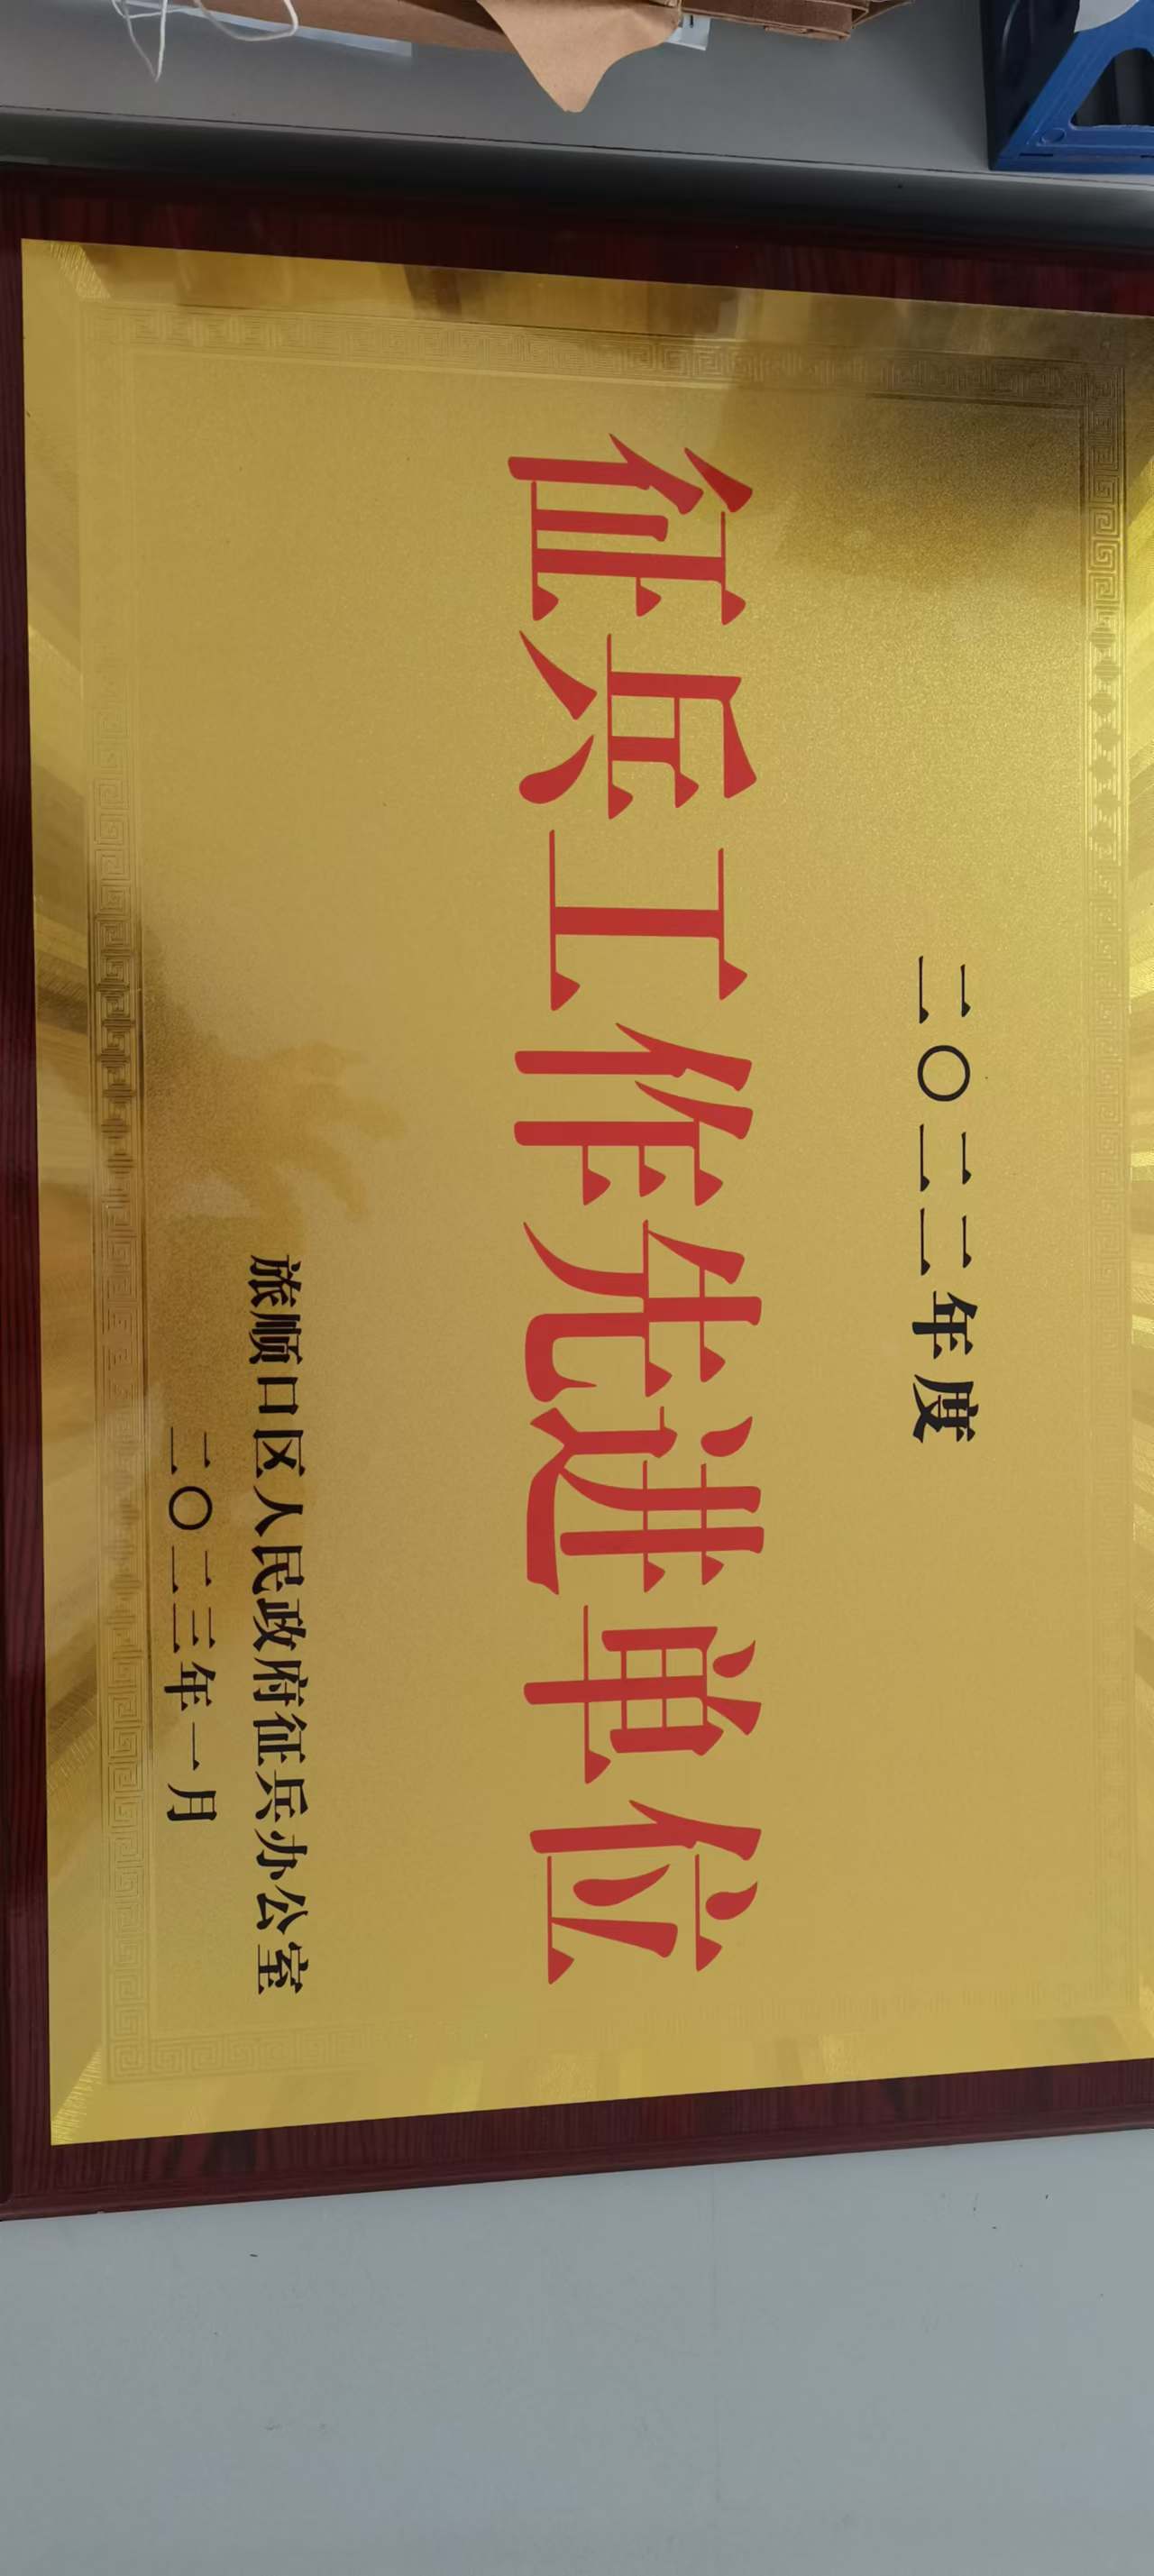 二〇二二年度
征兵工作先进单位
旅顺口区人民政府征兵办公室
二〇二三年一月